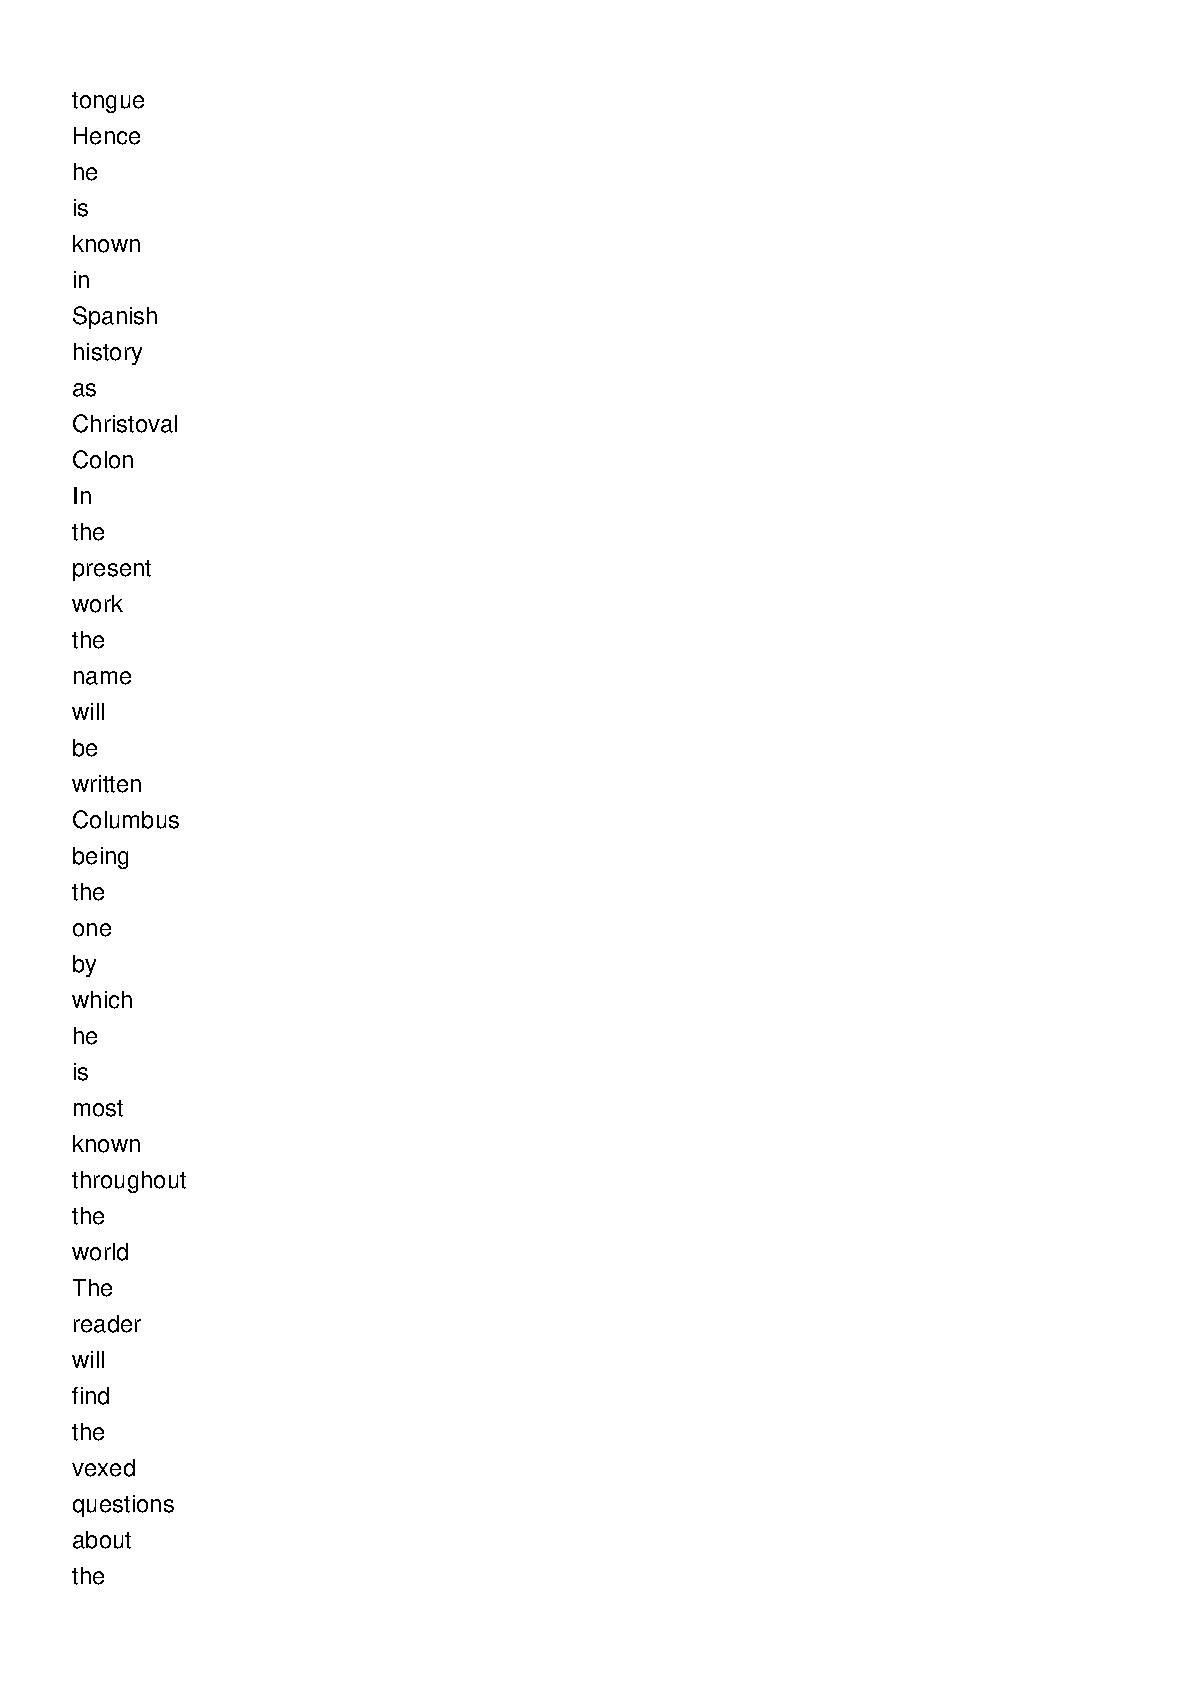 tongue
Hence
he
is
known
in
Spanish
history
as
Christoval
Colon
In
the
present
work
the
name
will
be
written
Columbus
being
the
one
by
which
he
is
most
known
throughout
the
world
The
reader
will
find
the
vexed
questions
about
the